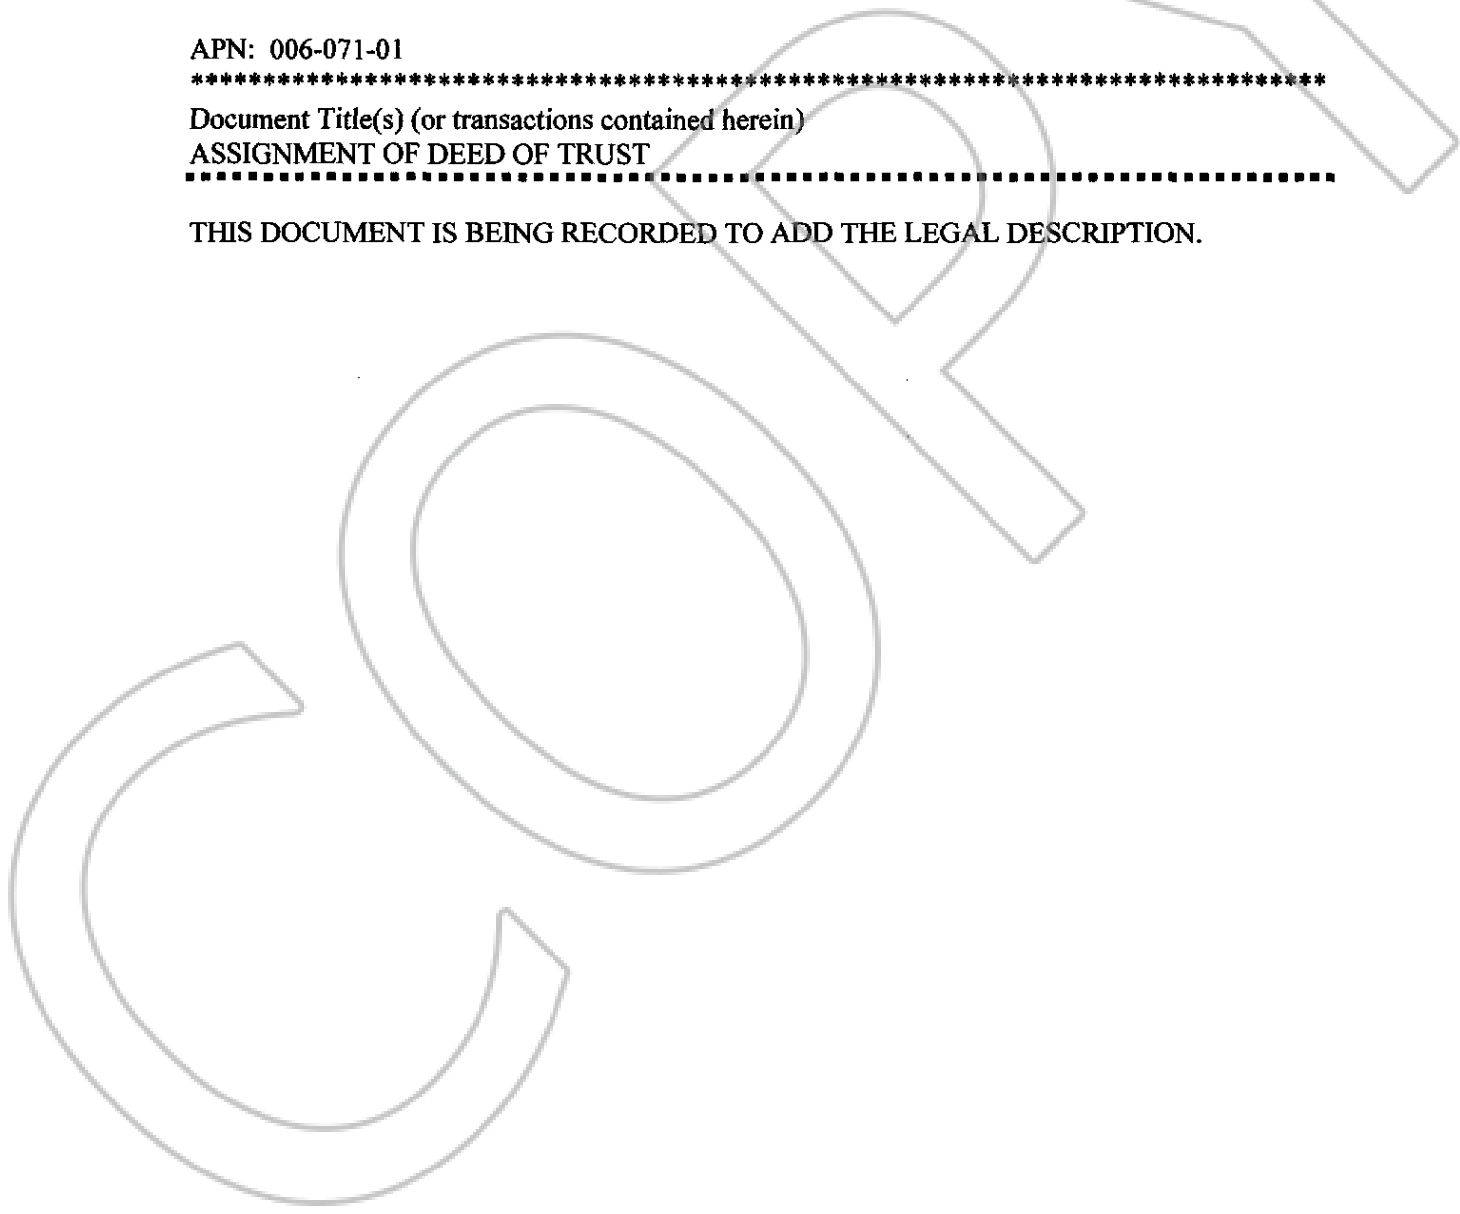 APN: 006-071-01
******************************************************************************
Document Title(s) (or transactions contained herein)
ASSIGNMENT OF DEED OF TRUST
THIS DOCUMENT IS BEING RECORDED TO ADD THE LEGAL DESCRIPTION.
COPY